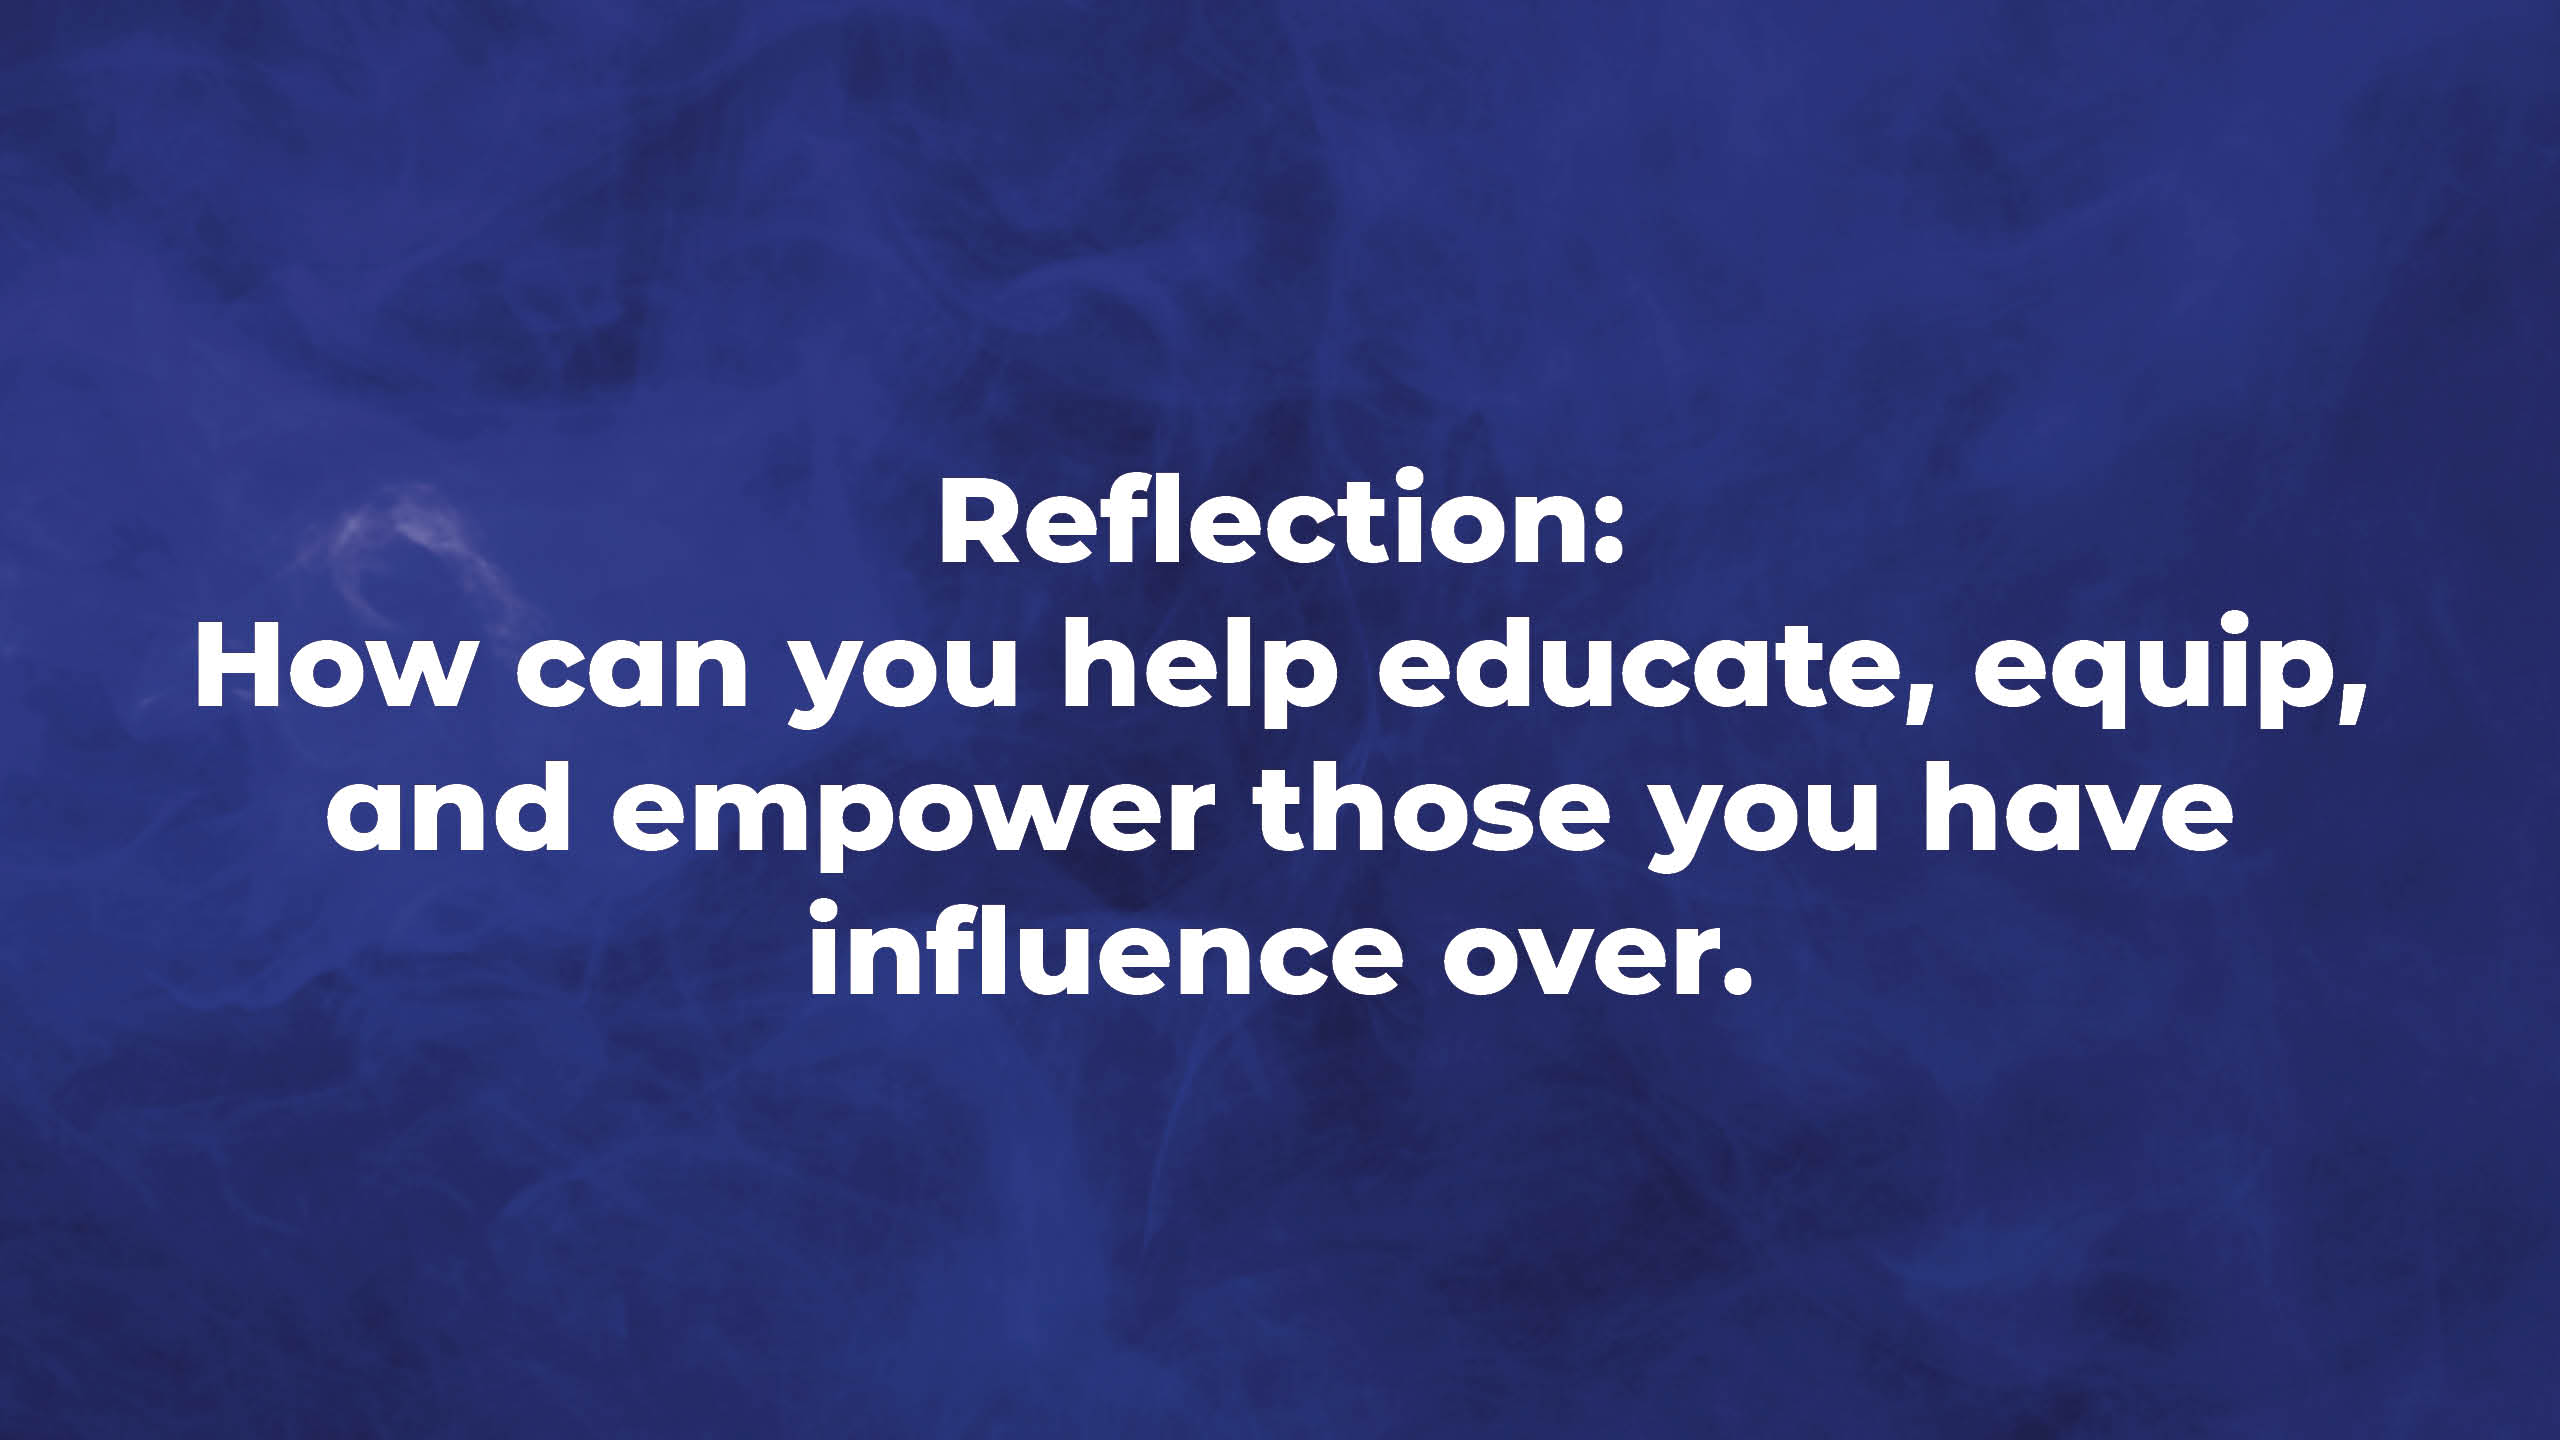 Reflection:
How can you help educate, equip,
and empower those you have
influence over.